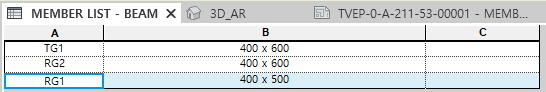 MEMBER LIST - BEAM 3D_AR TVEP-0-A-211-53-00001 - MEMB...
A B C
TG1 400 x 600
RG2 400 x 600
RG1 400 x 500